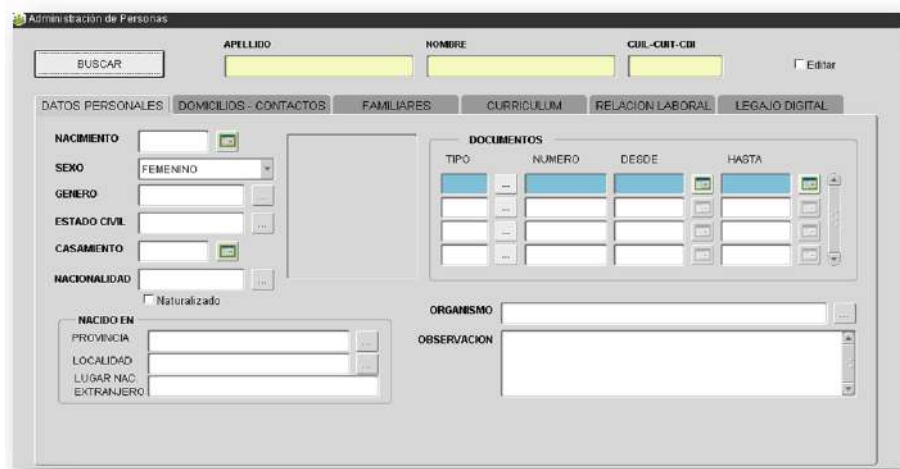 Administración de Personas
APELLIDO NOMBRE CUIL-CUIT-CDI
BUSCAR Editar
DATOS PERSONALES DOMICILIOS - CONTACTOS FAMILIARES CURRICULUM RELACION LABORAL LEGAJO DIGITAL
NACIMIENTO
SEXO FEMENINO
GENERO ...
ESTADO CIVIL ...
CASAMIENTO
NACIONALIDAD ...
Naturalizado
NACIDO EN
PROVINCIA ...
LOCALIDAD ...
LUGAR NAC.
EXTRANJERO
DOCUMENTOS
TIPO NUMERO DESDE HASTA
...
...
...
...
ORGANISMO ...
OBSERVACION